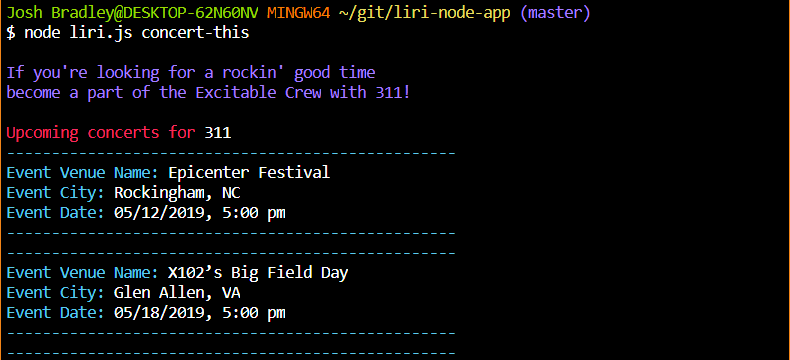 Josh Bradley@DESKTOP-62N60NV MINGW64 ~/git/liri-node-app (master)
$ node liri.js concert-this
If you're looking for a rockin' good time
become a part of the Excitable Crew with 311!
Upcoming concerts for 311
--------------------------------------------------
Event Venue Name: Epicenter Festival
Event City: Rockingham, NC
Event Date: 05/12/2019, 5:00 pm
--------------------------------------------------
--------------------------------------------------
Event Venue Name: X102’s Big Field Day
Event City: Glen Allen, VA
Event Date: 05/18/2019, 5:00 pm
--------------------------------------------------
--------------------------------------------------